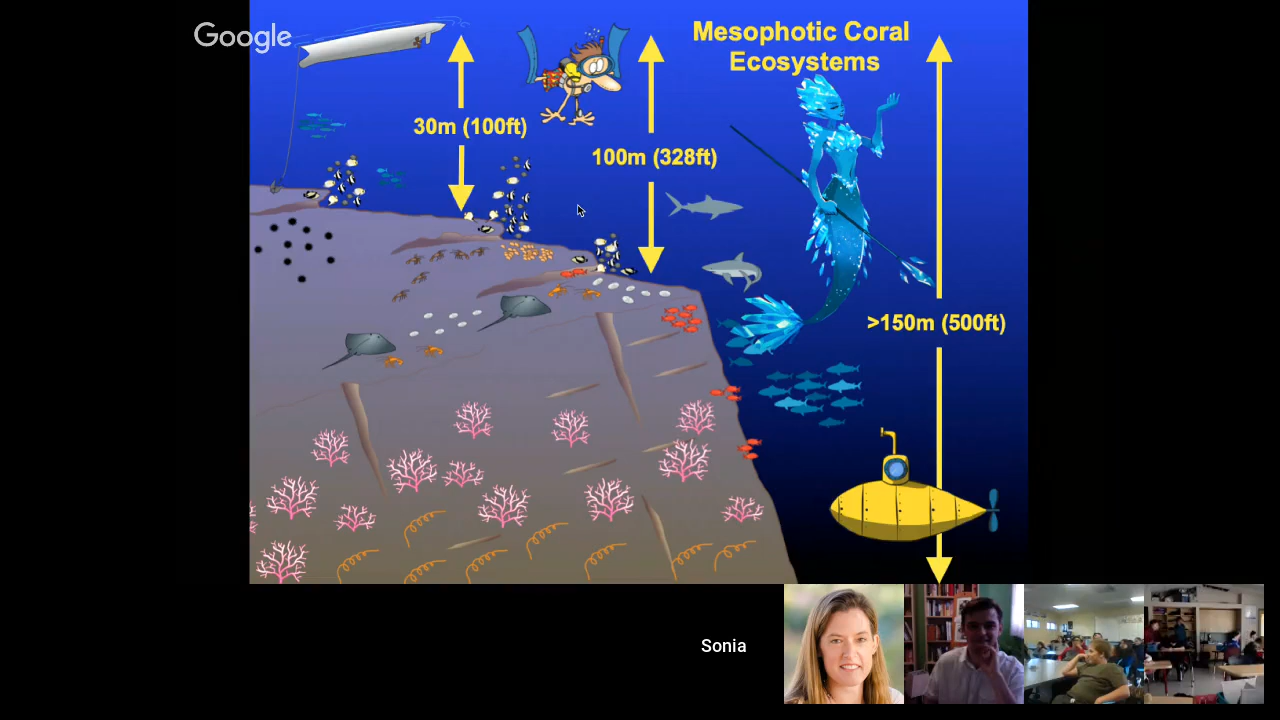 Google
Mesophotic Coral
Ecosystems
30m (100ft)
100m (328ft)
>150m (500ft)
Sonia